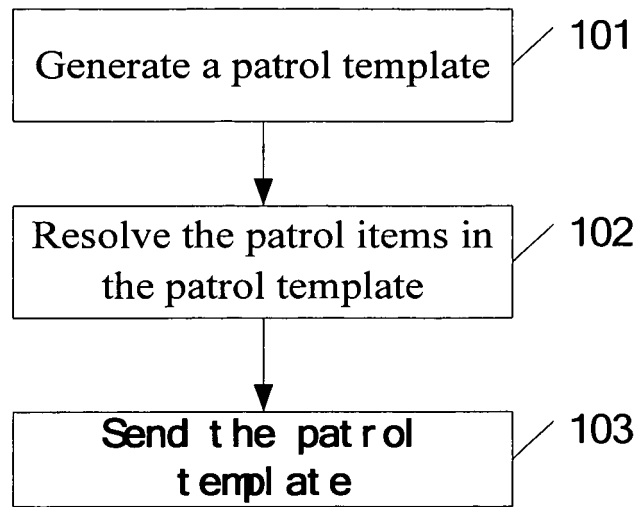 Generate a patrol template
101
Resolve the patrol items in
the patrol template
102
Send the patrol
template
103